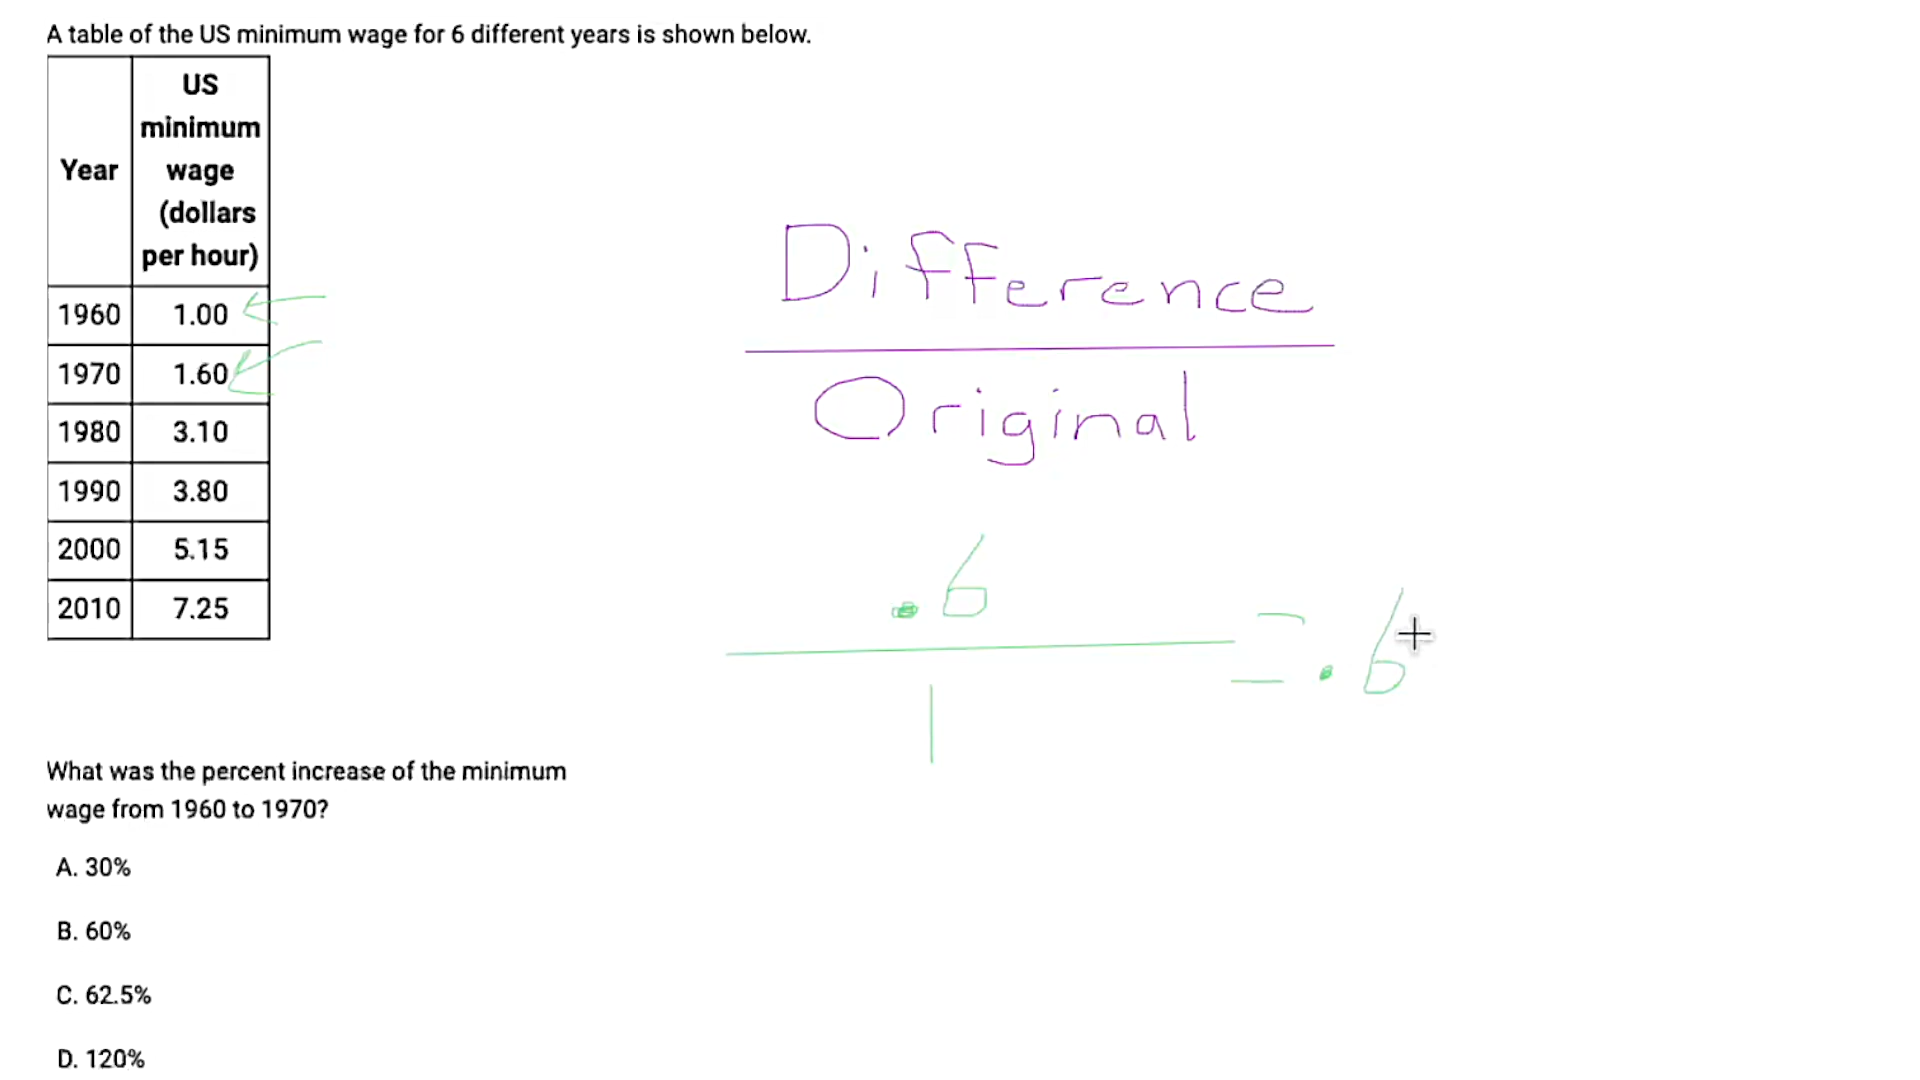 A table of the US minimum wage for 6 different years is shown below.
Year
US
minimum
wage
(dollars
per hour)
1960 1.00
1970 1.60
1980 3.10
1990 3.80
2000 5.15
2010 7.25
Difference
Original
.6
1
= .6
What was the percent increase of the minimum
wage from 1960 to 1970?
A. 30%
B. 60%
C. 62.5%
D. 120%